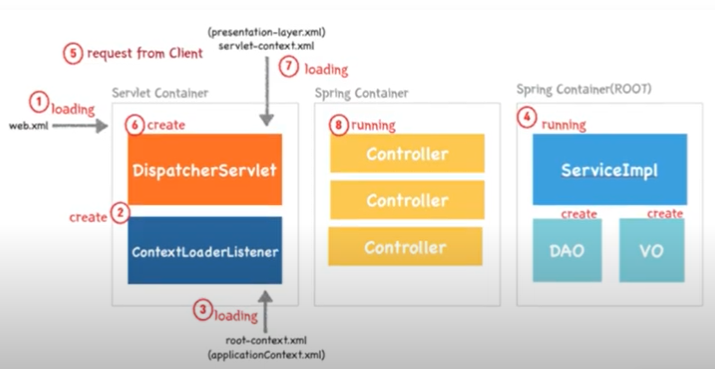 (presentation-layer.xml)
servlet-context.xml
5 request from Client
7 loading
Servlet Container
Spring Container
Spring Container(ROOT)
1 loading
web.xml
6 create
8 running
4 running
DispatcherServlet
Controller
ServiceImpl
Controller
create 2
create
create
ContextLoaderListener
Controller
DAO
VO
3 loading
root-context.xml
(applicationContext.xml)